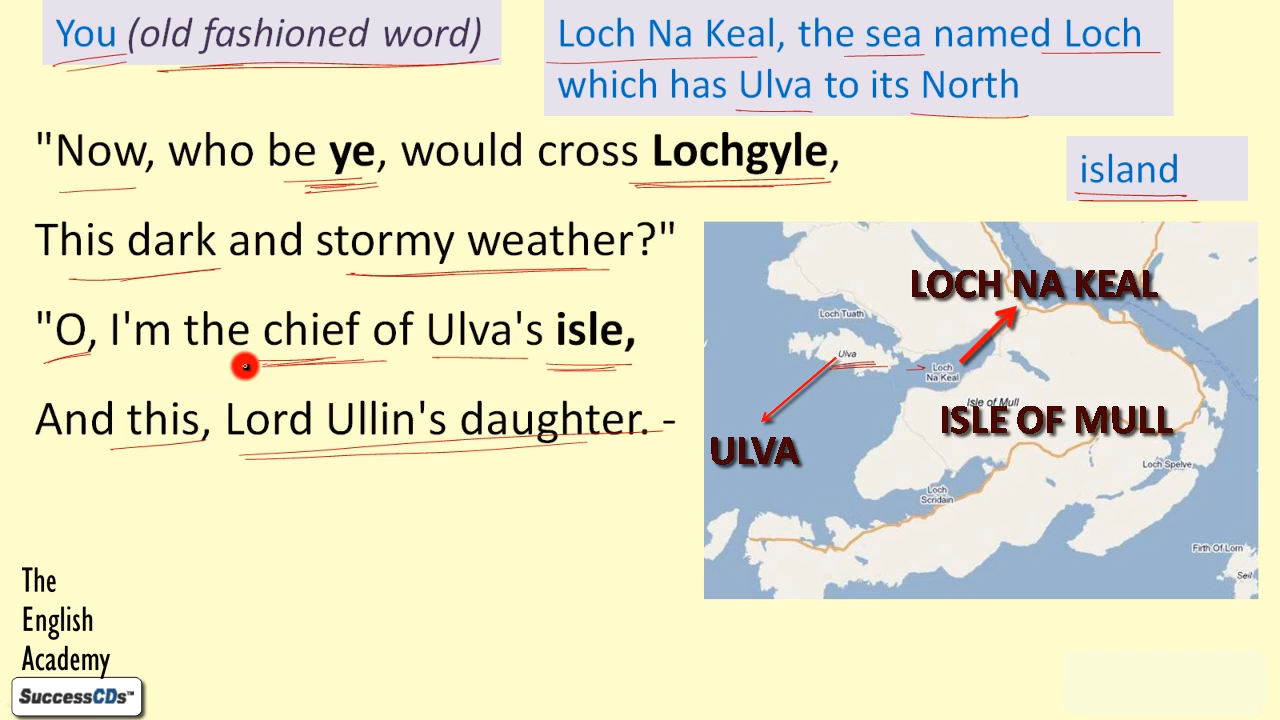 You (old fashioned word)
Loch Na Keal, the sea named Loch
which has Ulva to its North
"Now, who be ye, would cross Lochgyle,
island
This dark and stormy weather?"
"O, I'm the chief of Ulva's isle,
And this, Lord Ullin's daughter. -
LOCH NA KEAL
Loch Tuath
Ulva
Loch
Na Keal
Isle of Mull
ISLE OF MULL
ULVA
Loch Spelve
Loch
Scridain
Firth Of Lorn
Seil
The
English
Academy
SuccessCDs™